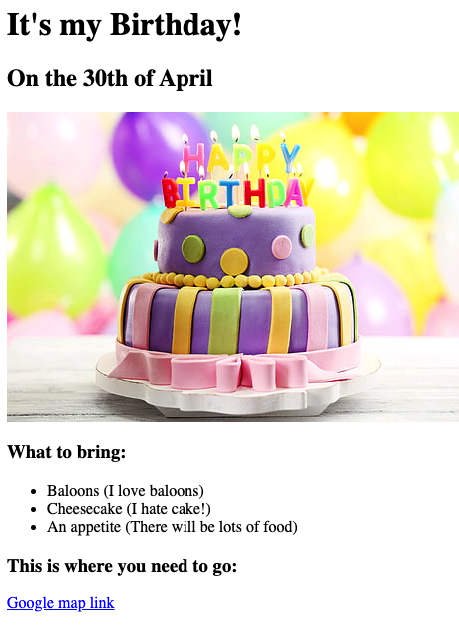 It's my Birthday!
On the 30th of April
HAPPY
BIRTHDAY
What to bring:
Baloons (I love baloons)
Cheesecake (I hate cake!)
An appetite (There will be lots of food)
This is where you need to go:
Google map link